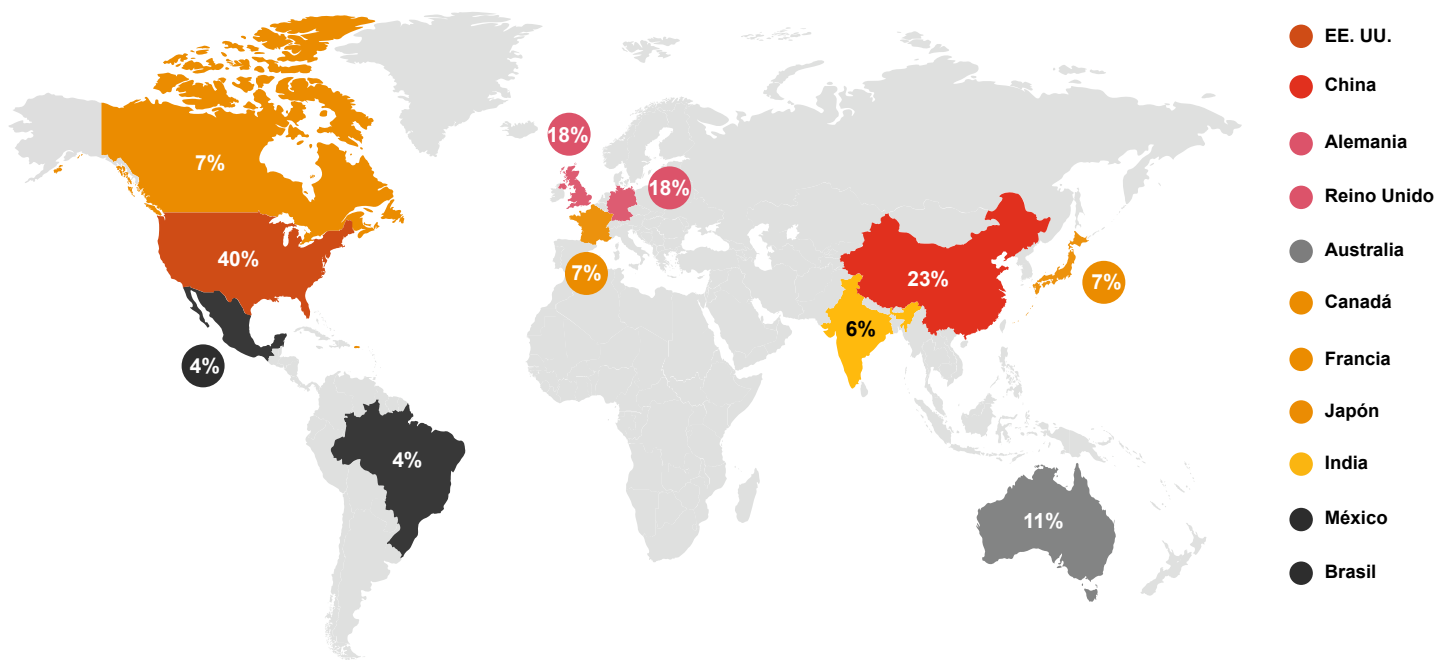 18%
7%
18%
40%
7%
23%
7%
6%
4%
4%
11%
EE. UU.
China
Alemania
Reino Unido
Australia
Canadá
Francia
Japón
India
México
Brasil